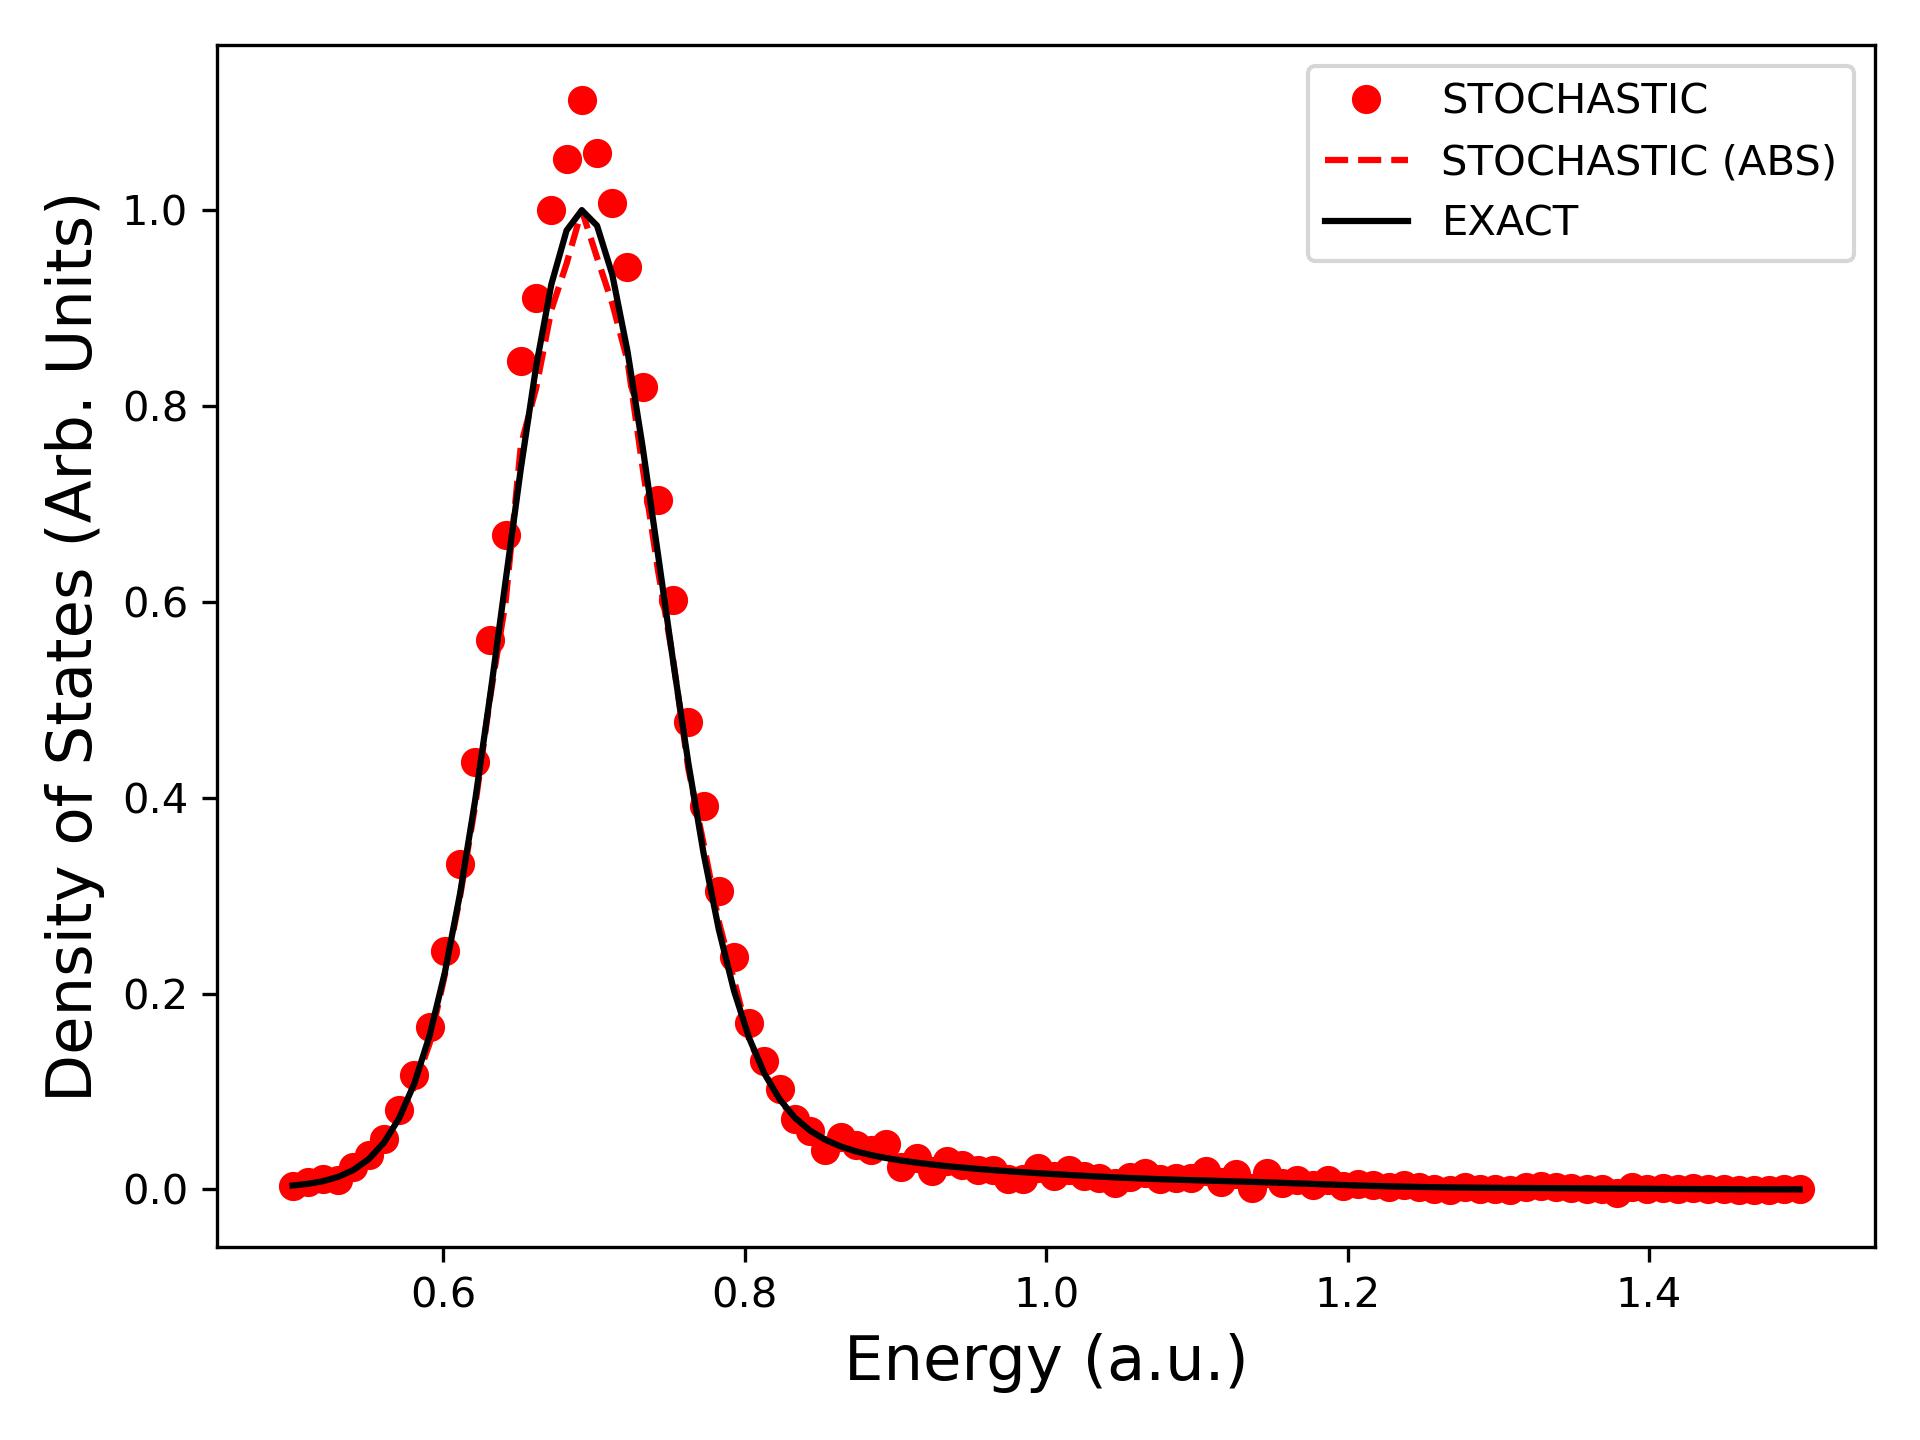 STOCHASTIC
STOCHASTIC (ABS)
EXACT
Density of States (Arb. Units)
1.0
0.8
0.6
0.4
0.2
0.0
0.6 0.8 1.0 1.2 1.4
Energy (a.u.)